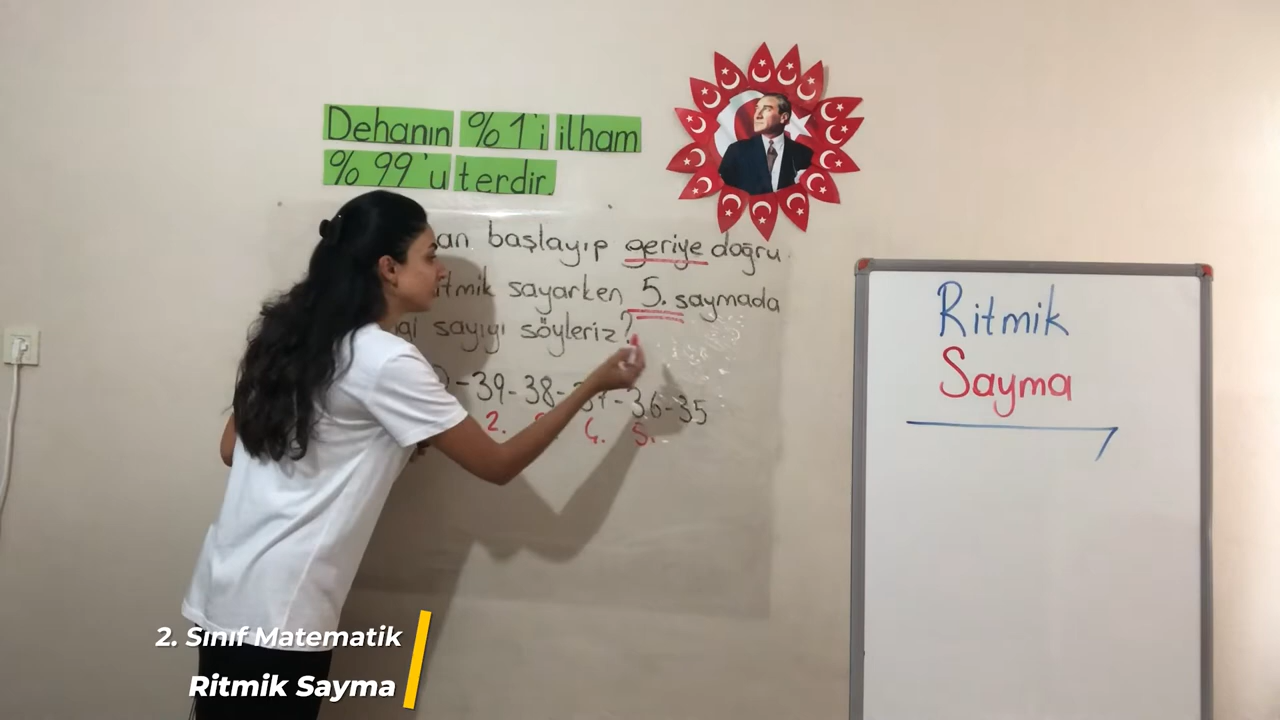 Dehanın %1'i ilham
%99'u terdir.
başlayıp geriye doğru
sayarken 5. saymada
sayıyı söyleriz?
-39-38-37-36-35
2. 4. 5.
Ritmik
Sayma
2. Sınıf Matematik
Ritmik Sayma